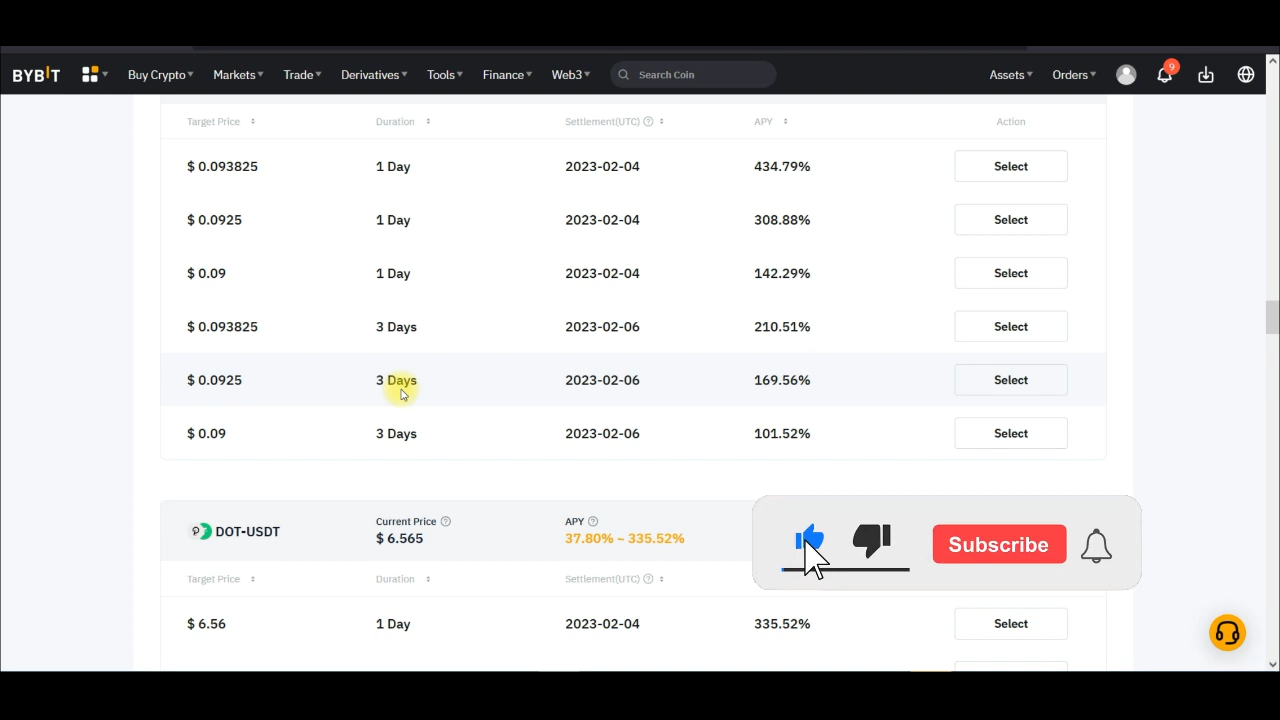 BYBIT Buy Crypto Markets Trade Derivatives Tools Finance Web3 Search Coin Assets Orders 9
Target Price Duration Settlement(UTC) APY Action
$ 0.093825 1 Day 2023-02-04 434.79% Select
$ 0.0925 1 Day 2023-02-04 308.88% Select
$ 0.09 1 Day 2023-02-04 142.29% Select
$ 0.093825 3 Days 2023-02-06 210.51% Select
$ 0.0925 3 Days 2023-02-06 169.56% Select
$ 0.09 3 Days 2023-02-06 101.52% Select
DOT-USDT Current Price APY
$ 6.565 37.80% ~ 335.52%
Subscribe
Target Price Duration Settlement(UTC)
$ 6.56 1 Day 2023-02-04 335.52% Select